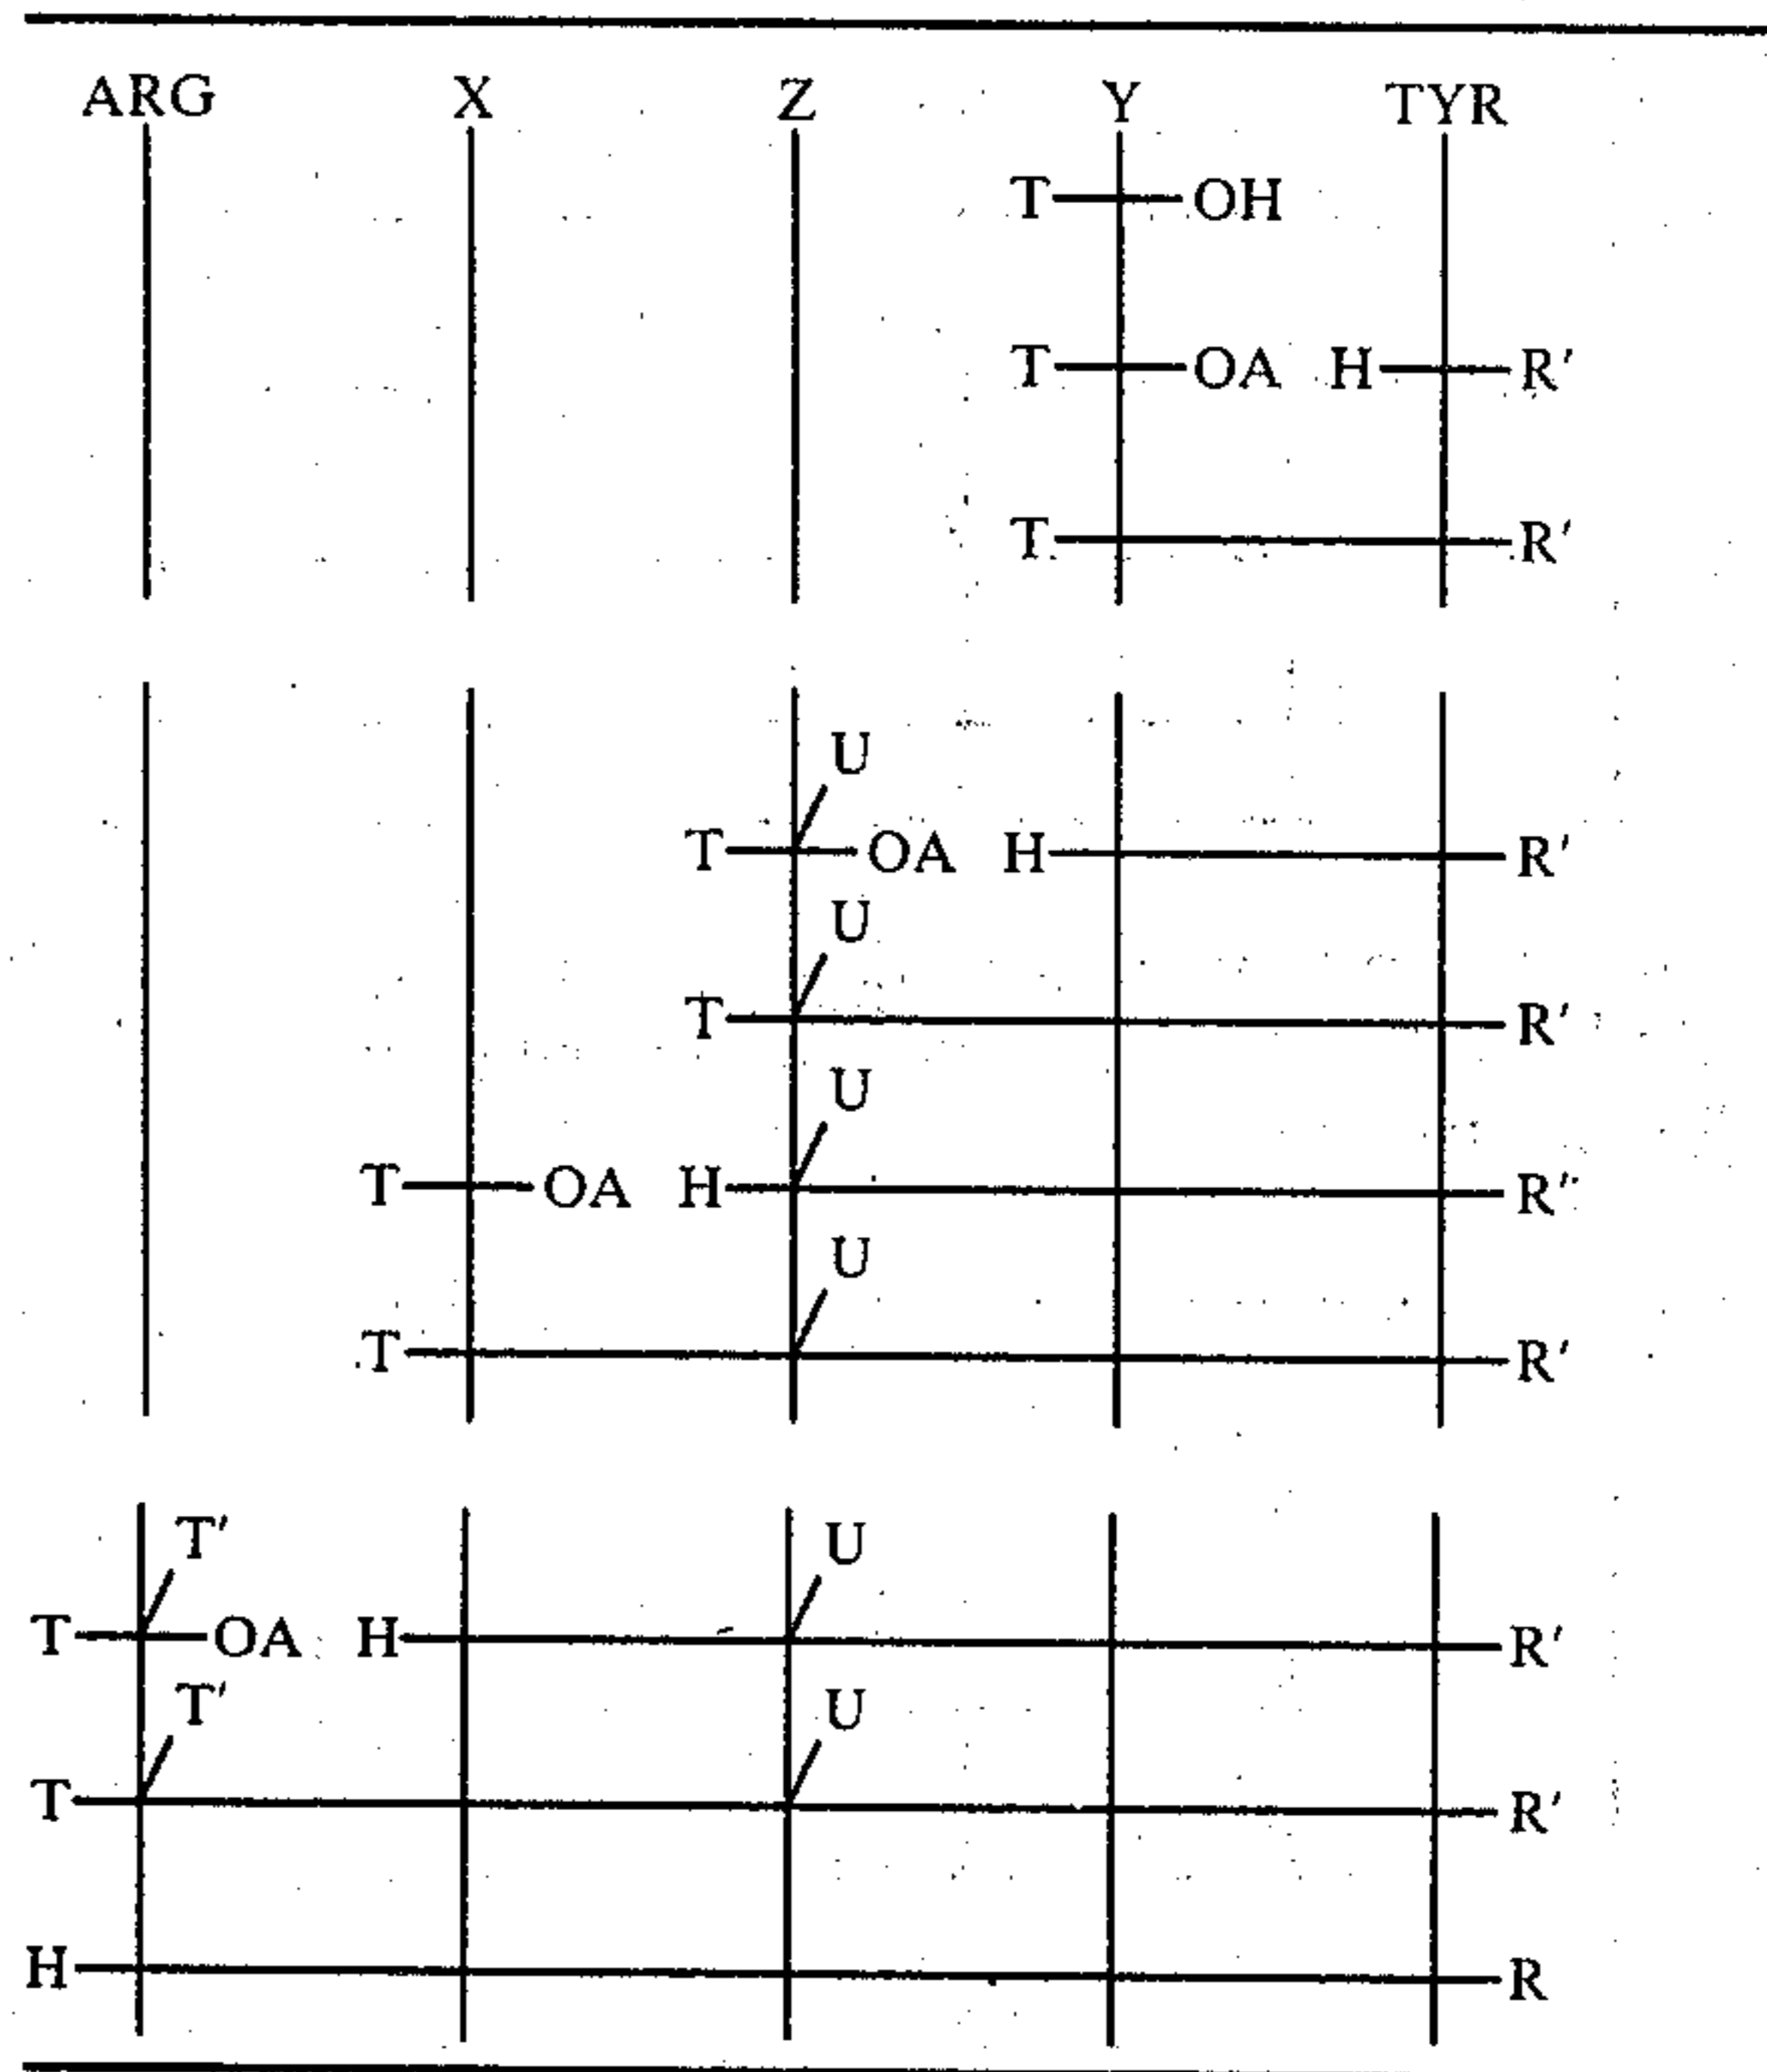 ARG X Z Y TYR
T OH
T OA H R'
T R'
U
T OA H R'
U
T R'
U
T OA H R'
U
T R'
T' U
T OA H R'
T' U
T R'
H R